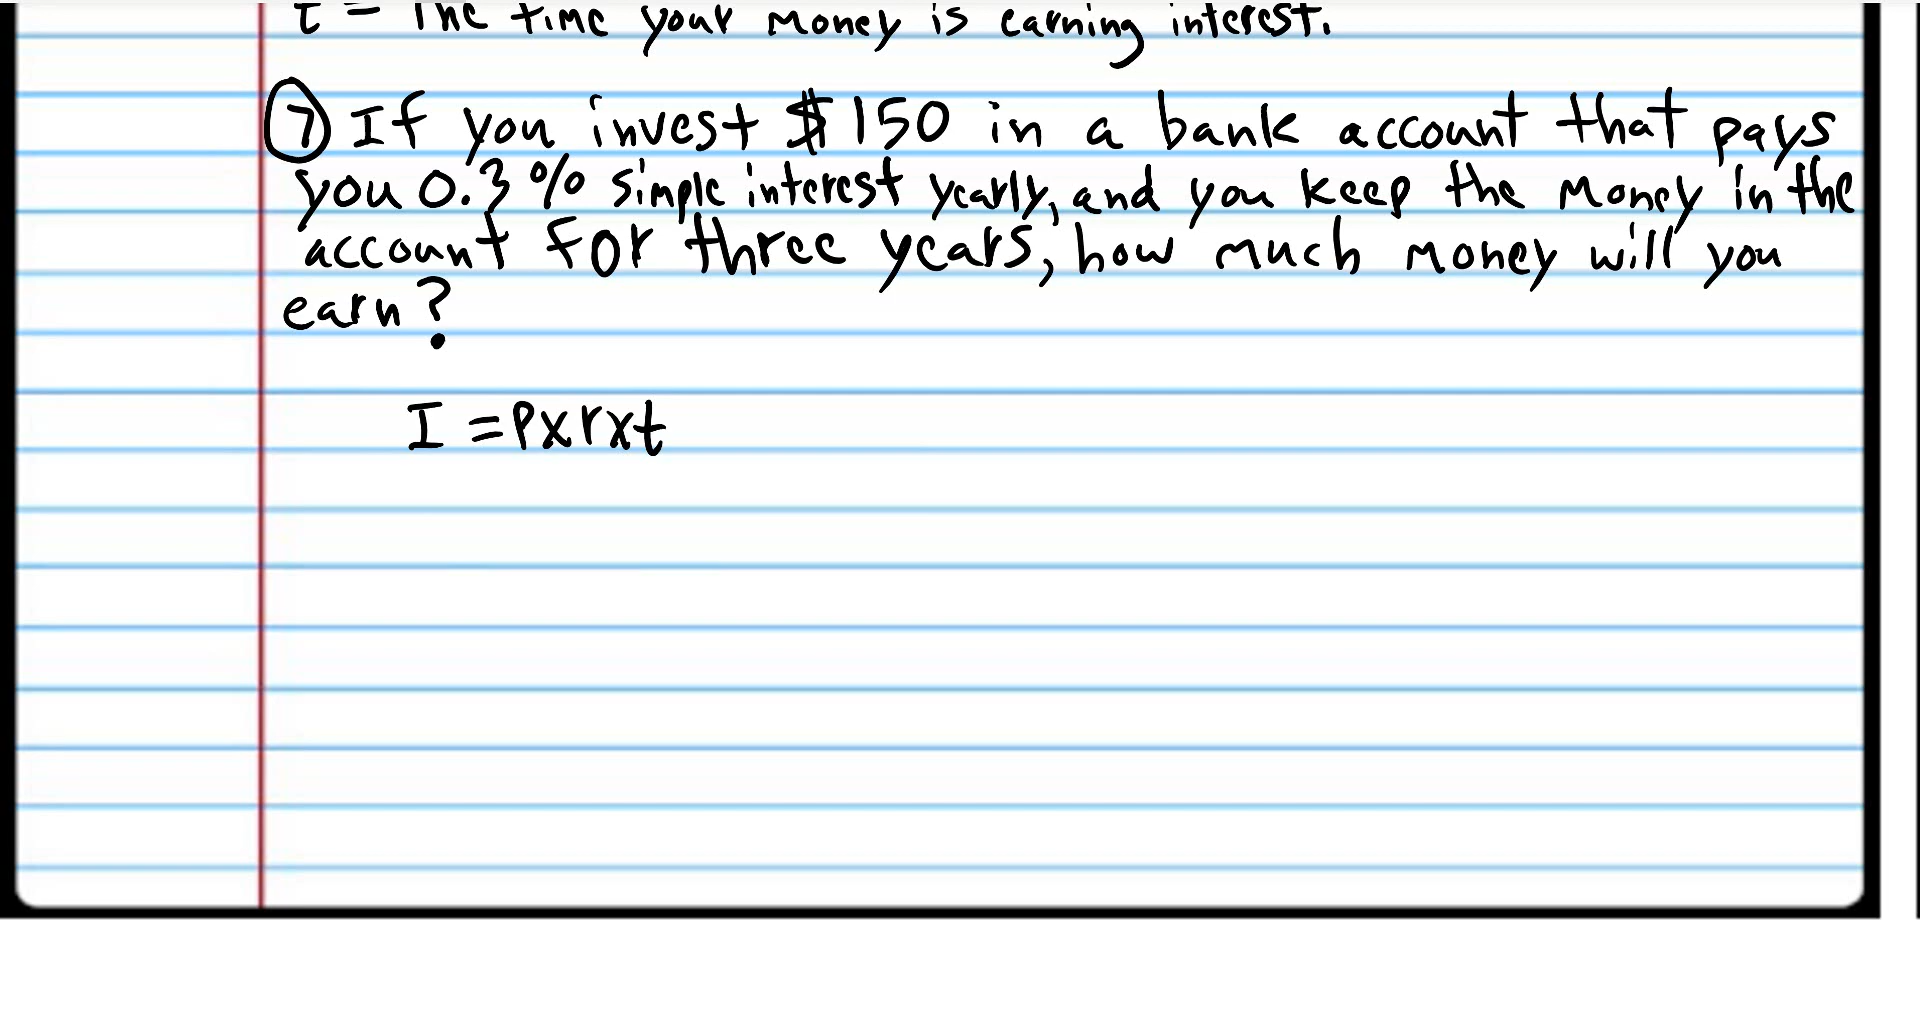 t = The time your money is earning interest.
7 If you invest $150 in a bank account that pays
you 0.3% simple interest yearly, and you keep the money in the
account for three years, how much money will you
earn?
I = P x r x t